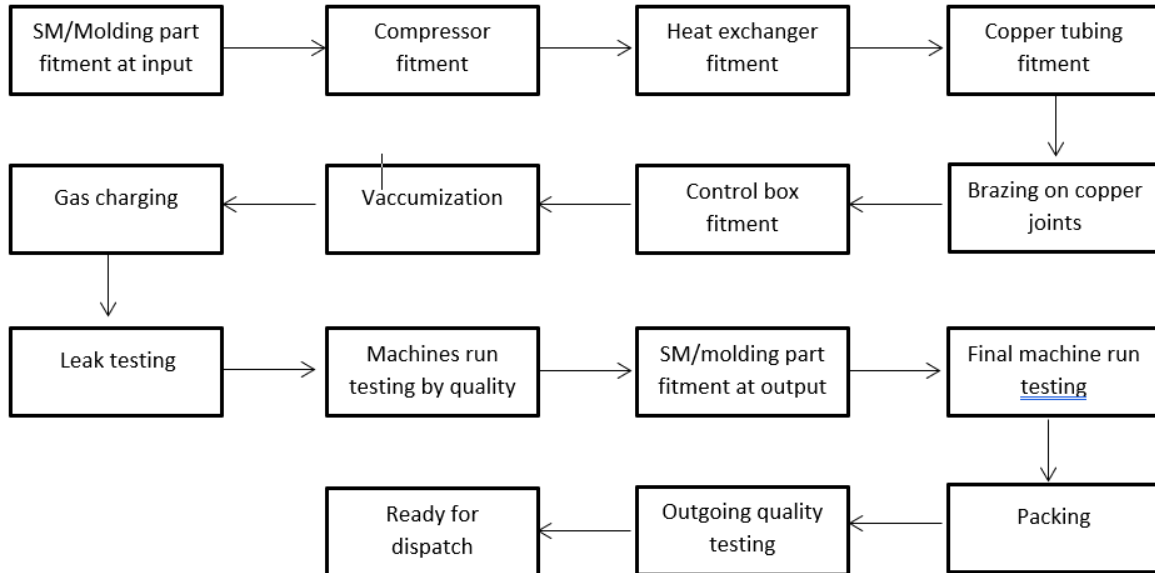 SM/Molding part
fitment at input
Compressor
fitment
Heat exchanger
fitment
Copper tubing
fitment
Brazing on copper
joints
Control box
fitment
Vaccumization
Gas charging
Leak testing
Machines run
testing by quality
SM/molding part
fitment at output
Final machine run
testing
Packing
Outgoing quality
testing
Ready for
dispatch